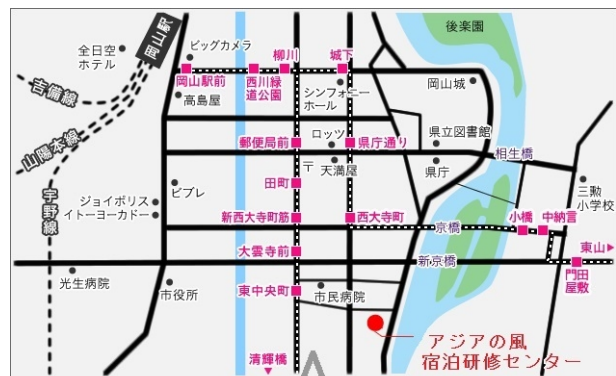 岡山駅
全日空
ホテル
ビッグカメラ
柳川
城下
後楽園
岡山駅前
西川緑
道公園
シンフォニー
ホール
岡山城
吉備線
高島屋
山陽本線
郵便局前
ロッツ
県庁通り
県立図書館
相生橋
〒
天満屋
県庁
宇野線
ビブレ
田町
三勲
小学校
ジョイポリス
イトーヨーカドー
新西大寺町筋
西大寺町
京橋
小橋
中納言
大雲寺前
新京橋
東山
門田
屋敷
光生病院
市役所
東中央町
市民病院
アジアの風
宿泊研修センター
清輝橋